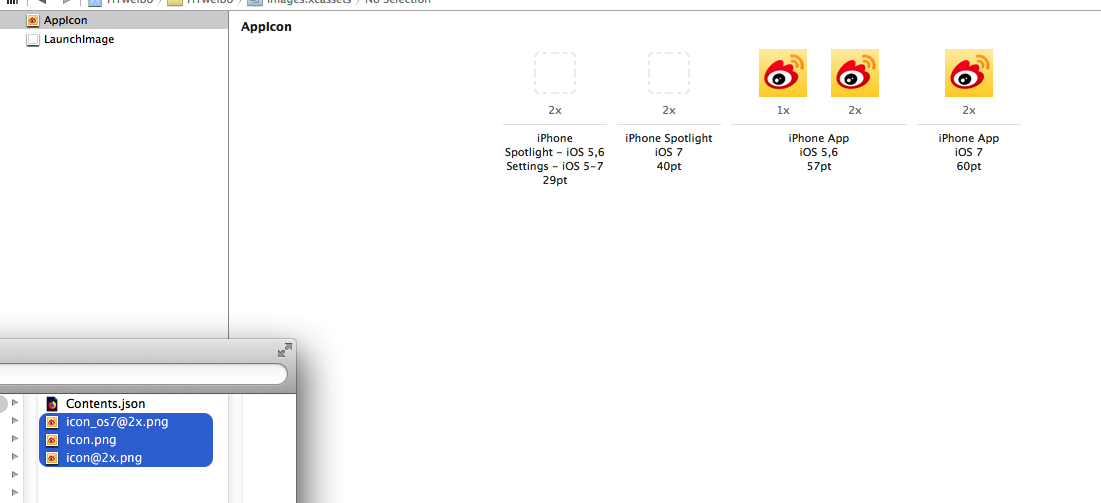 Images.xcassets
No Selection
AppIcon
LaunchImage
AppIcon
2x
iPhone
Spotlight - iOS 5,6
Settings - iOS 5-7
29pt
2x
iPhone Spotlight
iOS 7
40pt
1x
2x
iPhone App
iOS 5,6
57pt
2x
iPhone App
iOS 7
60pt
Contents.json
icon_os7@2x.png
icon.png
icon@2x.png